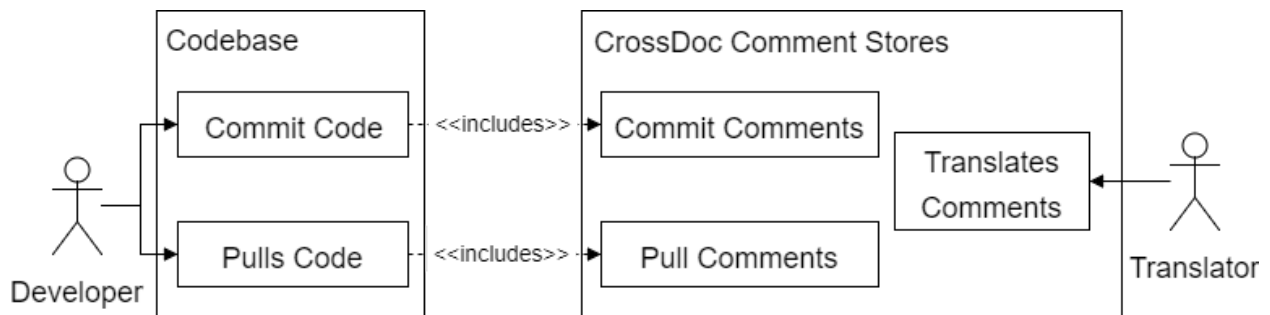 Codebase
CrossDoc Comment Stores
Commit Code
<<includes>>
Commit Comments
Translates
Comments
Pulls Code
<<includes>>
Pull Comments
Developer
Translator